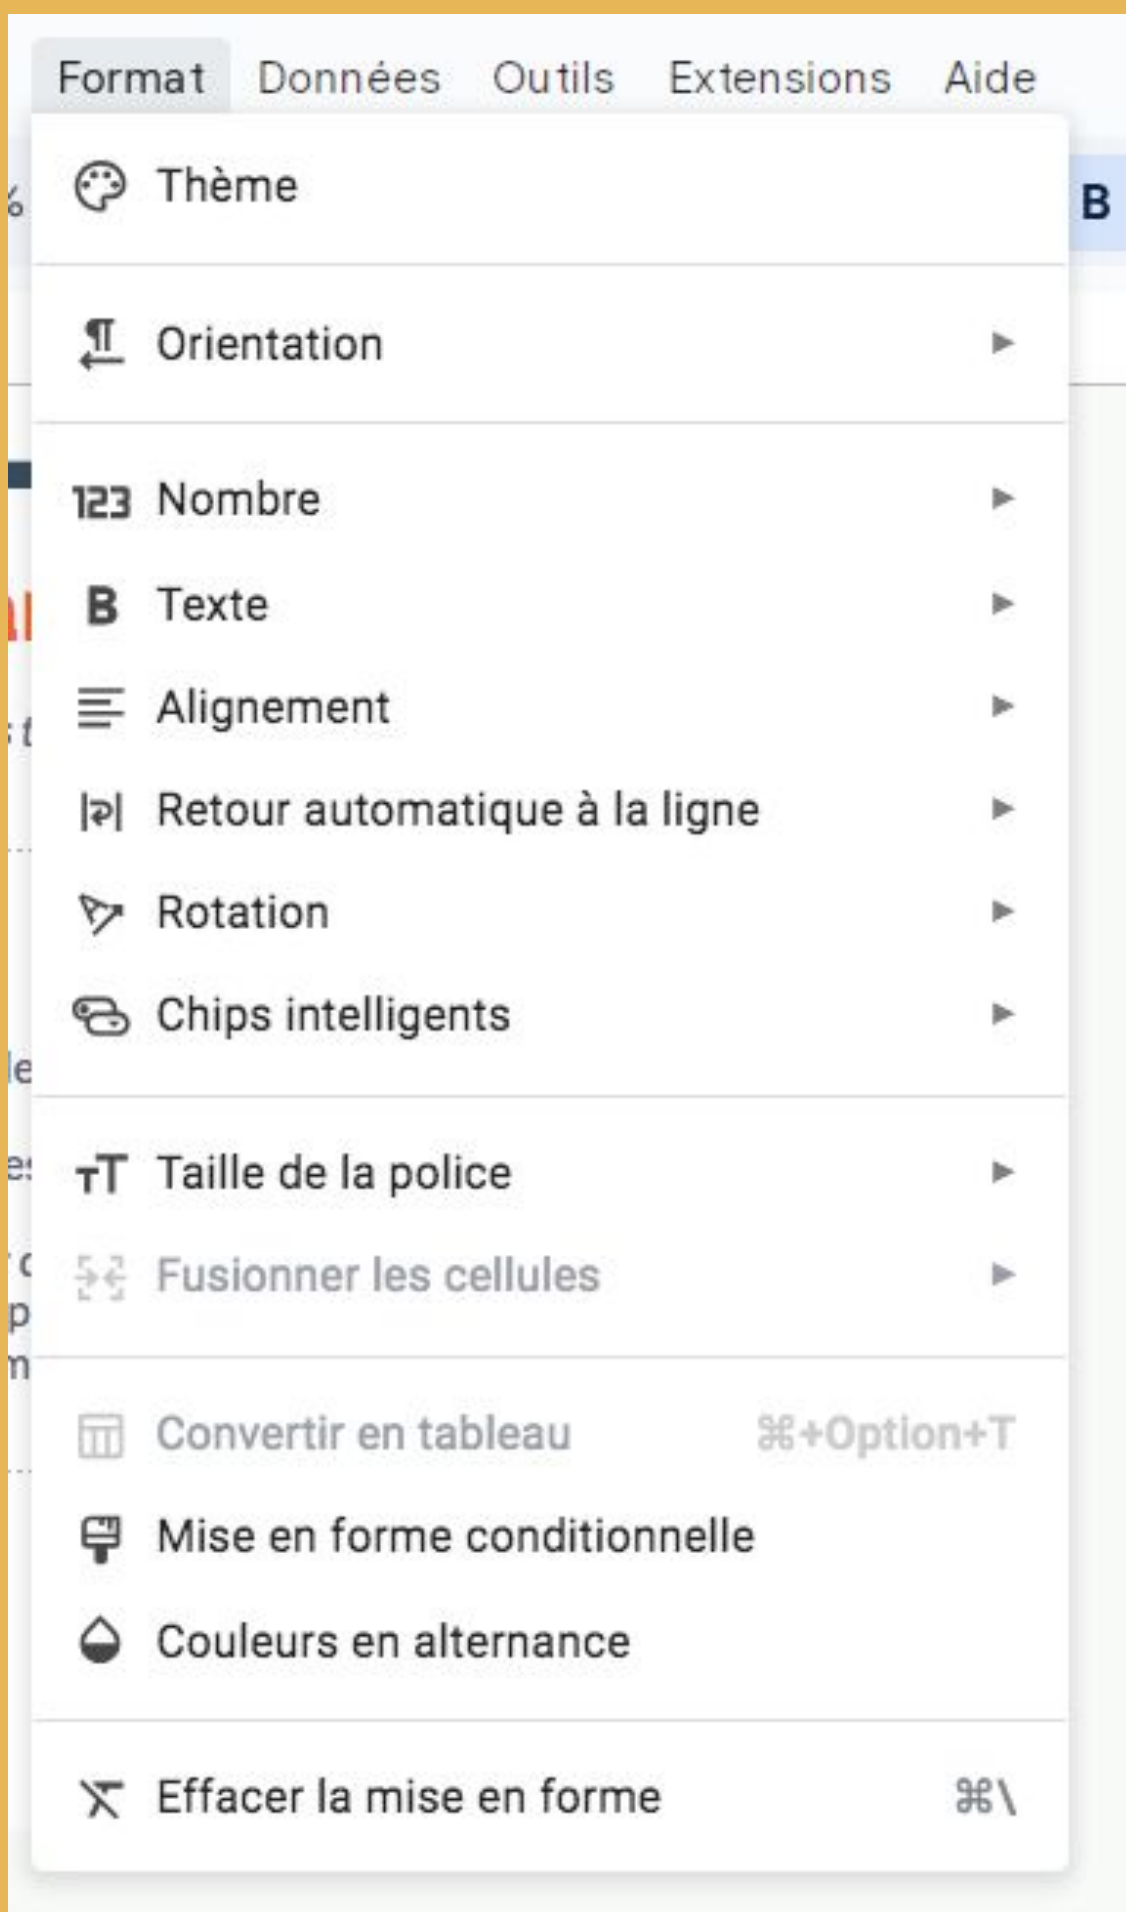 Format Données Outils Extensions Aide
% B
Thème
Orientation
123 Nombre
B Texte
Alignement
Retour automatique à la ligne
Rotation
Chips intelligents
Taille de la police
Fusionner les cellules
Convertir en tableau ⌘+Option+T
Mise en forme conditionnelle
Couleurs en alternance
Effacer la mise en forme ⌘\